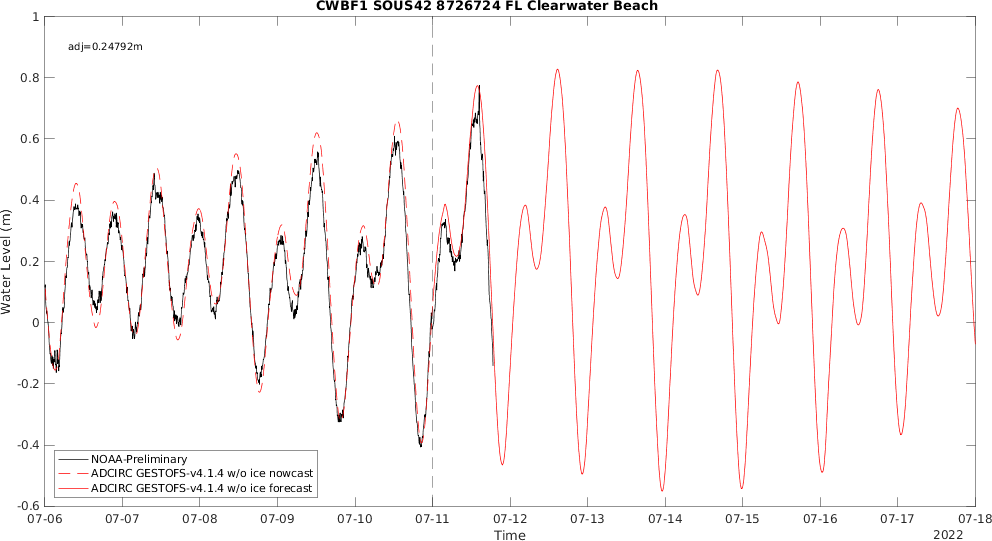 CWBF1 SOUS42 8726724 FL Clearwater Beach
adj=0.24792m
1
0.8
0.6
0.4
0.2
0
-0.2
-0.4
-0.6
Water Level (m)
NOAA-Preliminary
ADCIRC GESTOFS-v4.1.4 w/o ice nowcast
ADCIRC GESTOFS-v4.1.4 w/o ice forecast
07-06 07-07 07-08 07-09 07-10 07-11 07-12 07-13 07-14 07-15 07-16 07-17 07-18
Time
2022